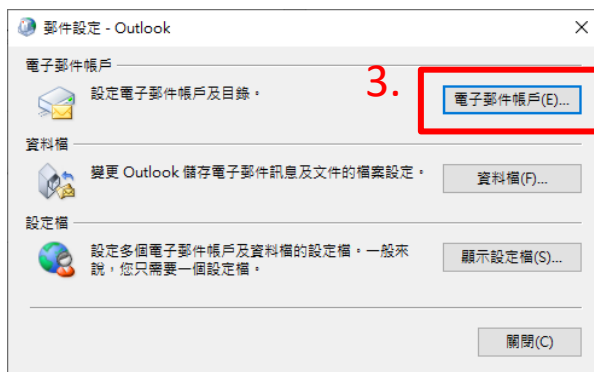 郵件設定 - Outlook
電子郵件帳戶
設定電子郵件帳戶及目錄。
3.
電子郵件帳戶(E)...
資料檔
變更 Outlook 儲存電子郵件訊息及文件的檔案設定。
資料檔(F)...
設定檔
設定多個電子郵件帳戶及資料檔的設定檔。一般來
說，您只需要一個設定檔。
顯示設定檔(S)...
關閉(C)